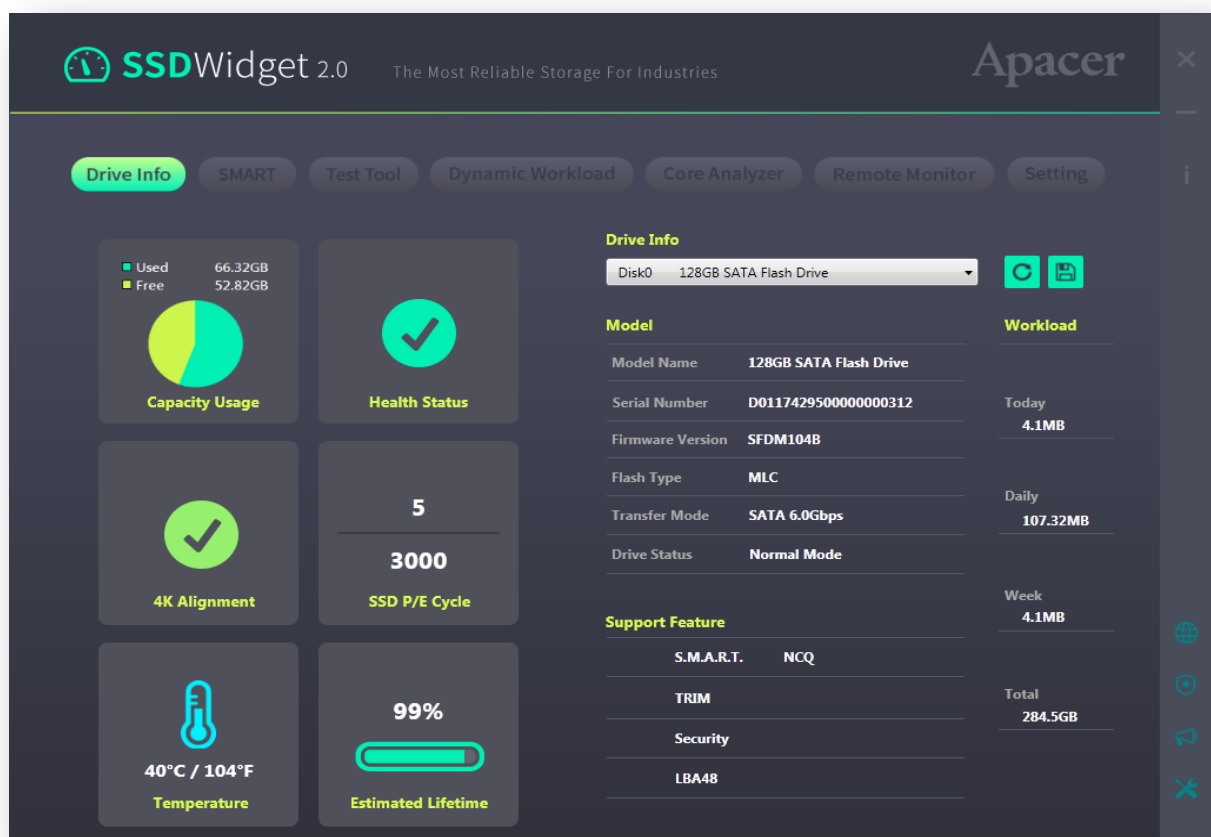 SSDWidget 2.0
The Most Reliable Storage For Industries
Apacer
Drive Info
SMART
Test Tool
Dynamic Workload
Core Analyzer
Remote Monitor
Setting
Used 66.32GB
Free 52.82GB
Capacity Usage
Health Status
4K Alignment
5
3000
SSD P/E Cycle
40°C / 104°F
Temperature
99%
Estimated Lifetime
Drive Info
Disk0 128GB SATA Flash Drive
Model
Model Name 128GB SATA Flash Drive
Serial Number D0117429500000000312
Firmware Version SFDM104B
Flash Type MLC
Transfer Mode SATA 6.0Gbps
Drive Status Normal Mode
Support Feature
S.M.A.R.T. NCQ
TRIM
Security
LBA48
Workload
Today
4.1MB
Daily
107.32MB
Week
4.1MB
Total
284.5GB